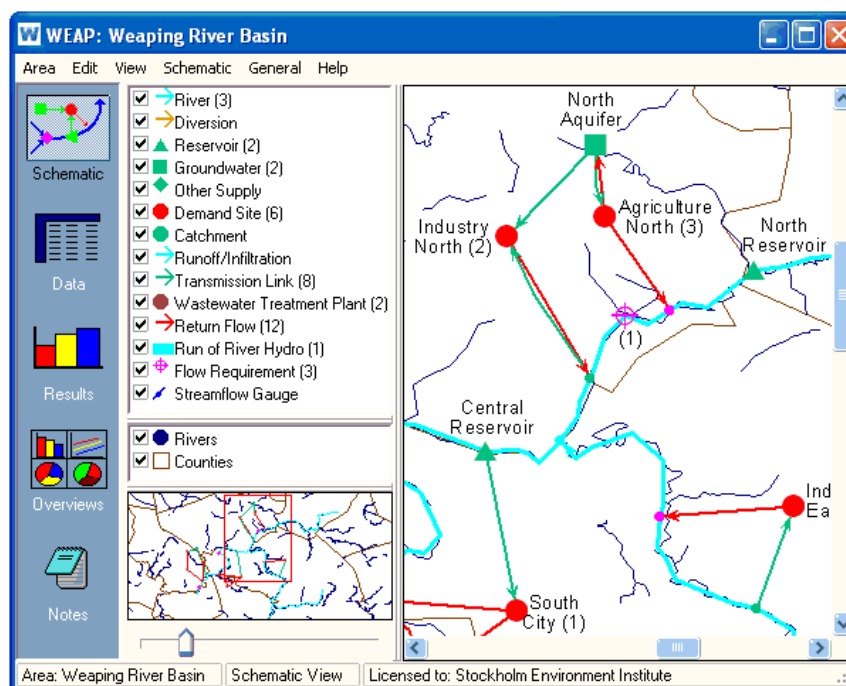 WEAP: Weaping River Basin
Area Edit View Schematic General Help
Schematic
Data
Results
Overviews
Notes
River (3)
Diversion
Reservoir (2)
Groundwater (2)
Other Supply
Demand Site (6)
Catchment
Runoff/Infiltration
Transmission Link (8)
Wastewater Treatment Plant (2)
Return Flow (12)
Run of River Hydro (1)
Flow Requirement (3)
Streamflow Gauge
Rivers
Counties
North
Aquifer
Industry
North (2)
Agriculture
North (3)
North
Reservoir
(1)
Central
Reservoir
Ind
Ea
South
City (1)
Area: Weaping River Basin Schematic View Licensed to: Stockholm Environment Institute